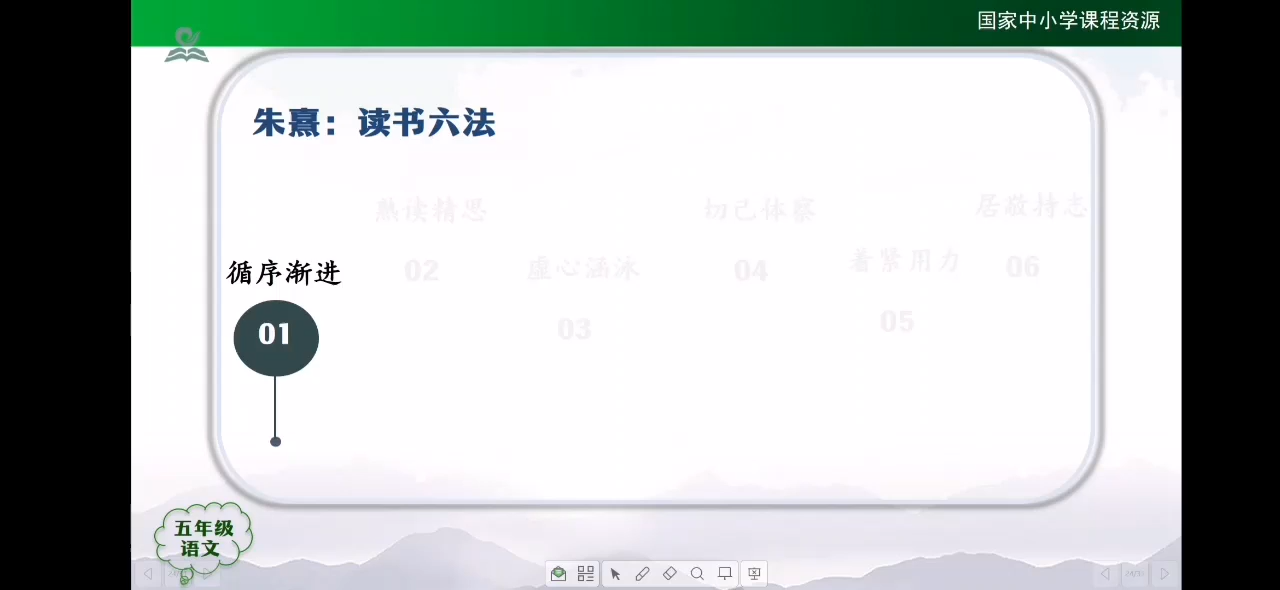 国家中小学课程资源
朱熹：读书六法
循序渐进
01
熟读精思
02
虚心涵泳
03
切己体察
04
着紧用力
05
居敬持志
06
五年级
语文